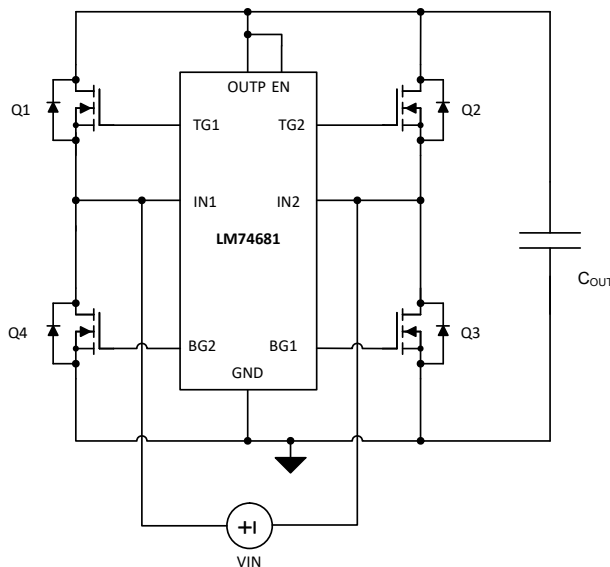 OUTP EN
Q1
TG1
TG2
Q2
IN1
IN2
LM74681
COUT
Q4
BG2
BG1
Q3
GND
+I
VIN